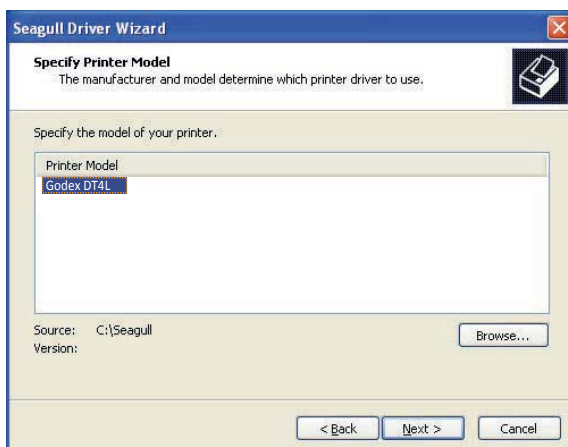 Seagull Driver Wizard
Specify Printer Model
The manufacturer and model determine which printer driver to use.
Specify the model of your printer.
Printer Model
Godex DT4L
Source: C:\Seagull
Browse...
Version:
< Back Next > Cancel